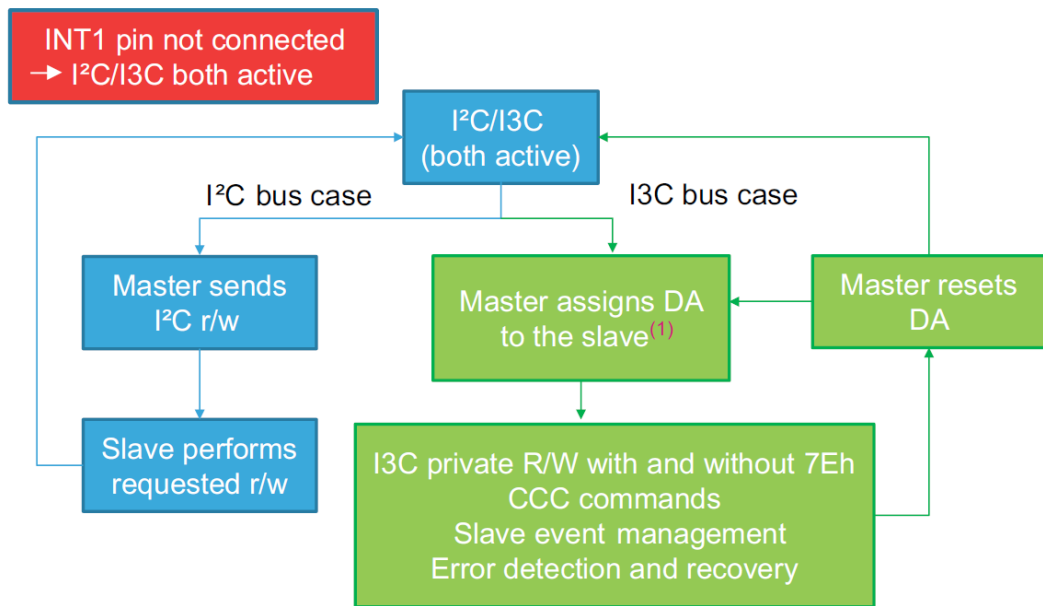 INT1 pin not connected
→ I²C/I3C both active
I²C/I3C
(both active)
I²C bus case
I3C bus case
Master sends
I²C r/w
Master assigns DA
to the slave(1)
Master resets
DA
Slave performs
requested r/w
I3C private R/W with and without 7Eh
CCC commands
Slave event management
Error detection and recovery